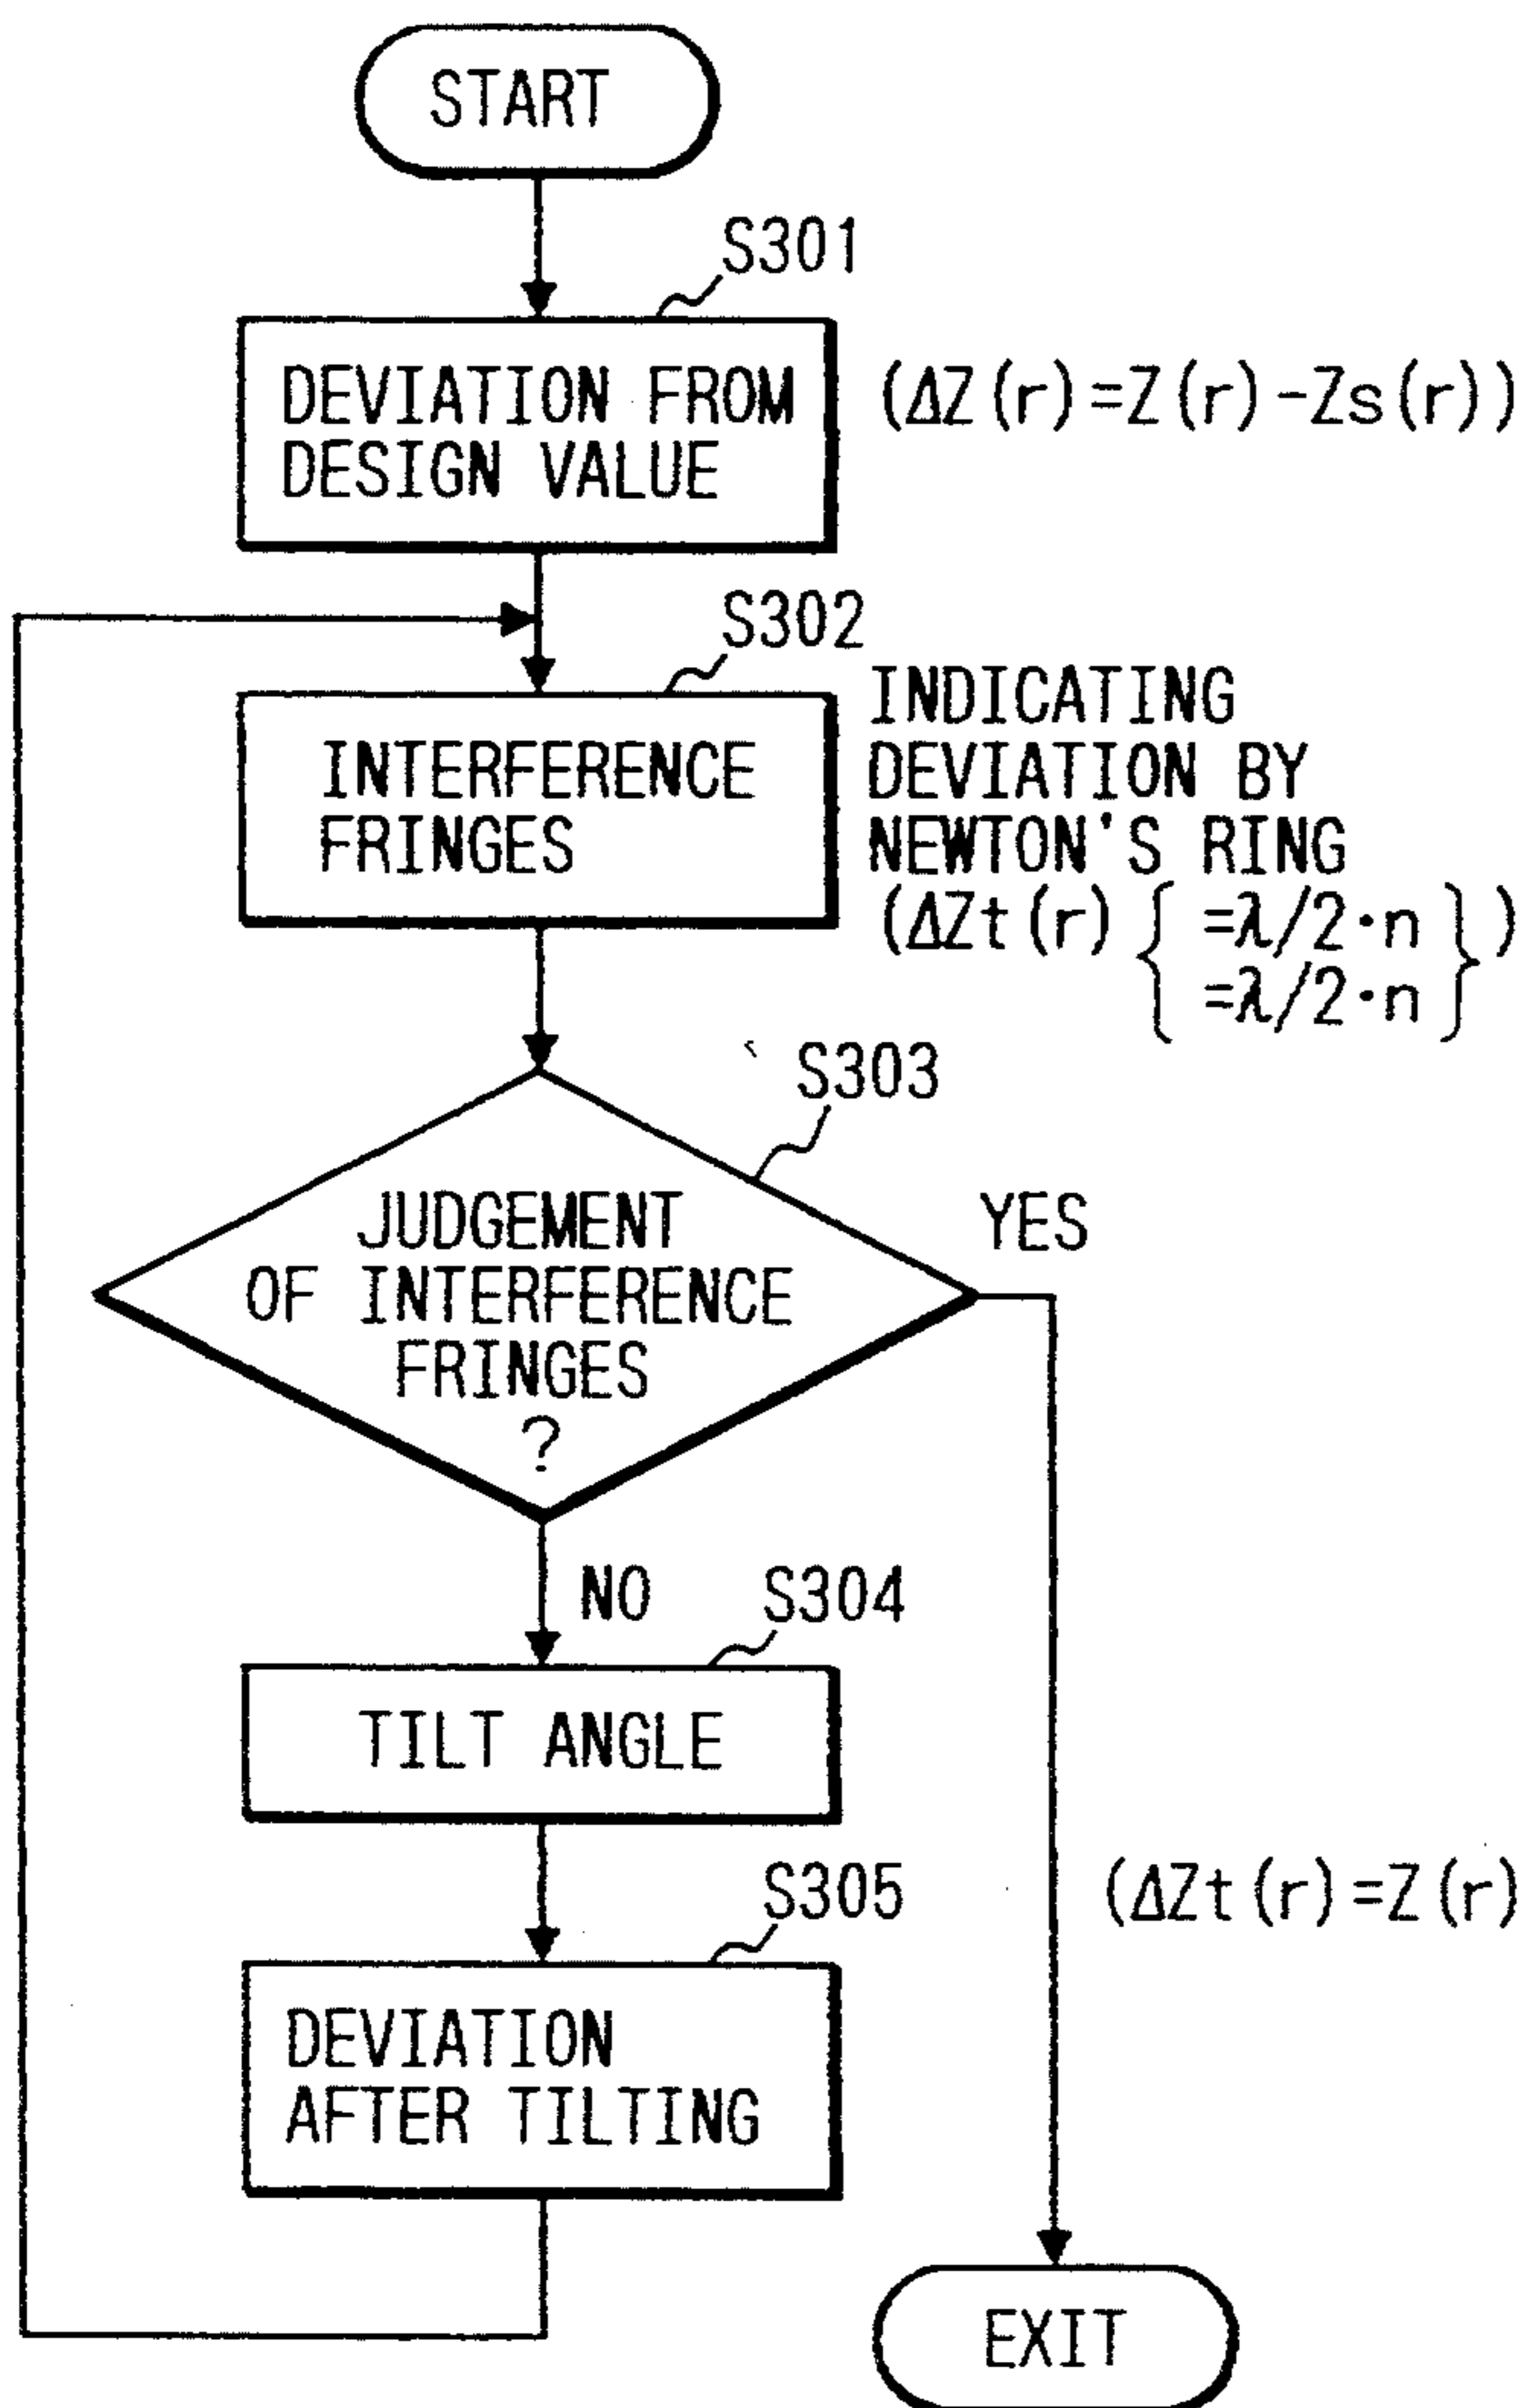 START
S301
DEVIATION FROM
DESIGN VALUE
(ΔZ(r)=Z(r)-Zs(r))
S302
INTERFERENCE
FRINGES
INDICATING
DEVIATION BY
NEWTON'S RING
(ΔZt(r) { =λ/2·n } )
=λ/2·n
S303
JUDGEMENT
OF INTERFERENCE
FRINGES
?
YES
NO
S304
TILT ANGLE
S305
(ΔZt(r)=Z(r)
DEVIATION
AFTER TILTING
EXIT